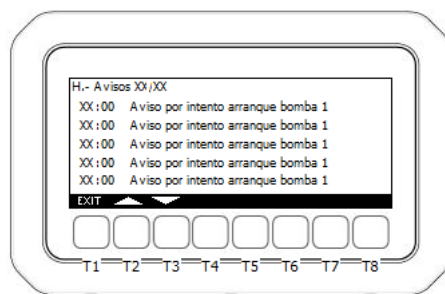 H.- Avisos XX/XX
XX:00 Aviso por intento arranque bomba 1
XX:00 Aviso por intento arranque bomba 1
XX:00 Aviso por intento arranque bomba 1
XX:00 Aviso por intento arranque bomba 1
XX:00 Aviso por intento arranque bomba 1
EXIT
T1 T2 T3 T4 T5 T6 T7 T8